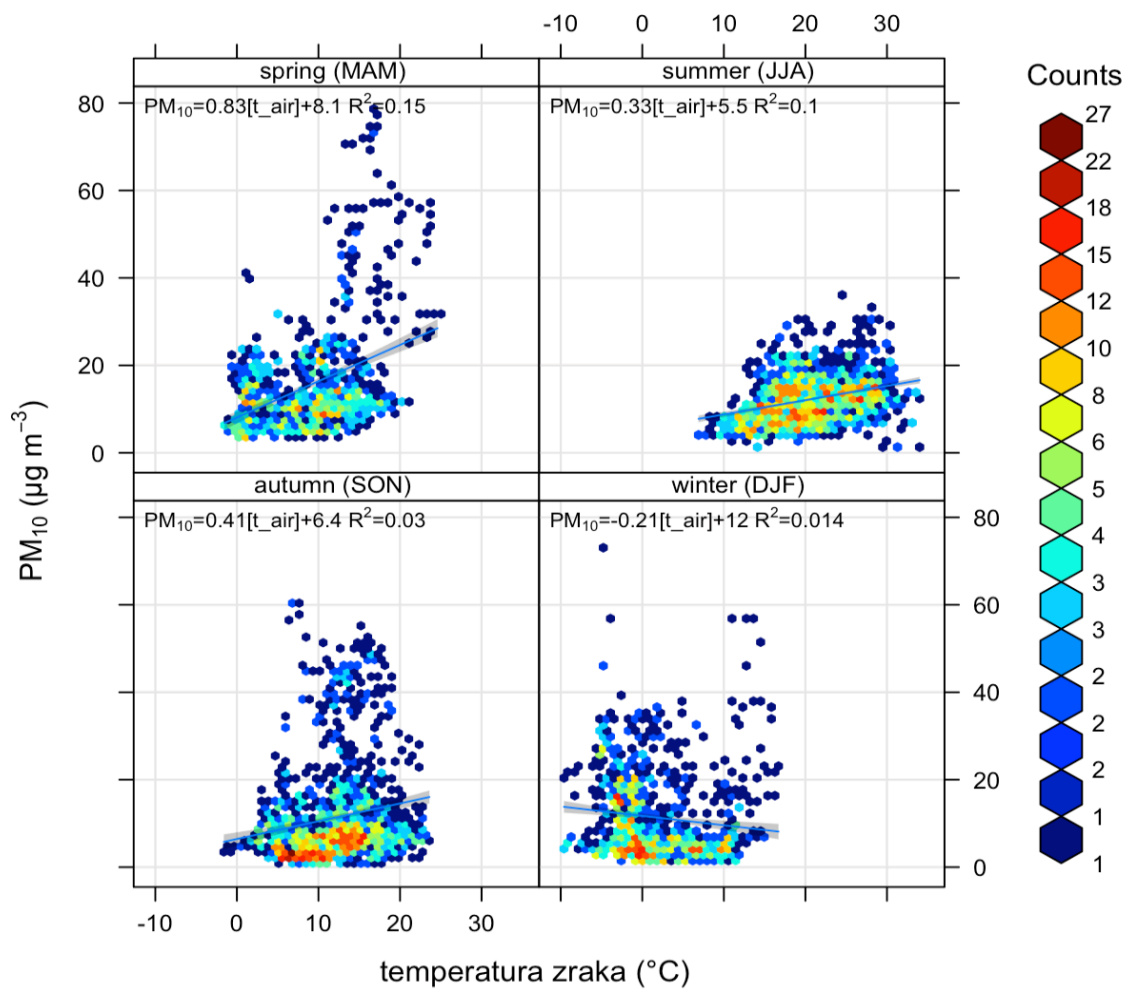 -10 0 10 20 30
spring (MAM) summer (JJA)
PM₁₀=0.83[t_air]+8.1 R²=0.15
PM₁₀=0.33[t_air]+5.5 R²=0.1
80
60
40
20
0
autumn (SON) winter (DJF)
PM₁₀=0.41[t_air]+6.4 R²=0.03
PM₁₀=-0.21[t_air]+12 R²=0.014
80
60
40
20
0
-10 0 10 20 30
temperatura zraka (°C)
PM₁₀ (µg m⁻³)
Counts
27
22
18
15
12
10
8
6
5
4
3
3
2
2
2
1
1